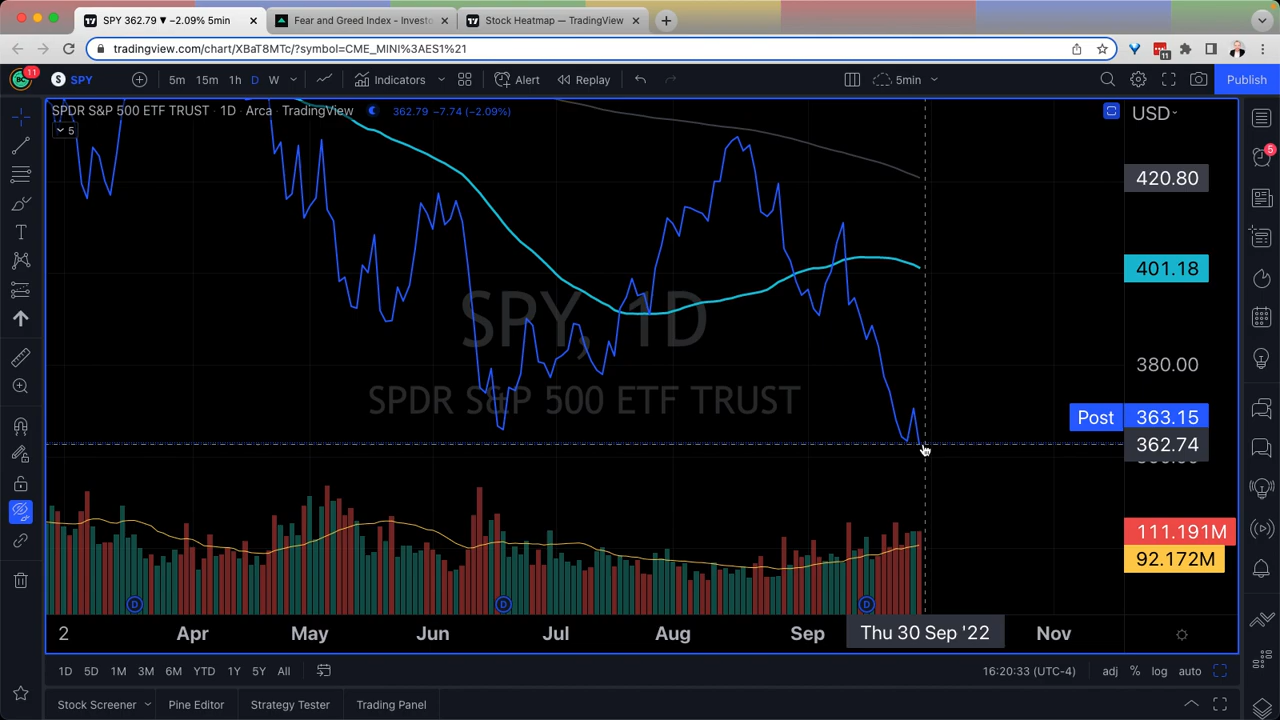 SPY 362.79 ▼ −2.09% 5min
Fear and Greed Index - Investo
Stock Heatmap — TradingView
tradingview.com/chart/XBaT8MTc/?symbol=CME_MINI%3AES1%21
11
11
S SPY
5m 15m 1h D W
Indicators
Alert
Replay
5min
Publish
SPDR S&P 500 ETF TRUST · 1D · Arca · TradingView
362.79 −7.74 (−2.09%)
USD
5
5
420.80
401.18
SPY, 1D
380.00
SPDR S&P 500 ETF TRUST
Post 363.15
362.74
111.191M
92.172M
D D D
2 Apr May Jun Jul Aug Sep Thu 30 Sep '22 Nov
1D 5D 1M 3M 6M YTD 1Y 5Y All
16:20:33 (UTC-4) adj % log auto
Stock Screener Pine Editor Strategy Tester Trading Panel